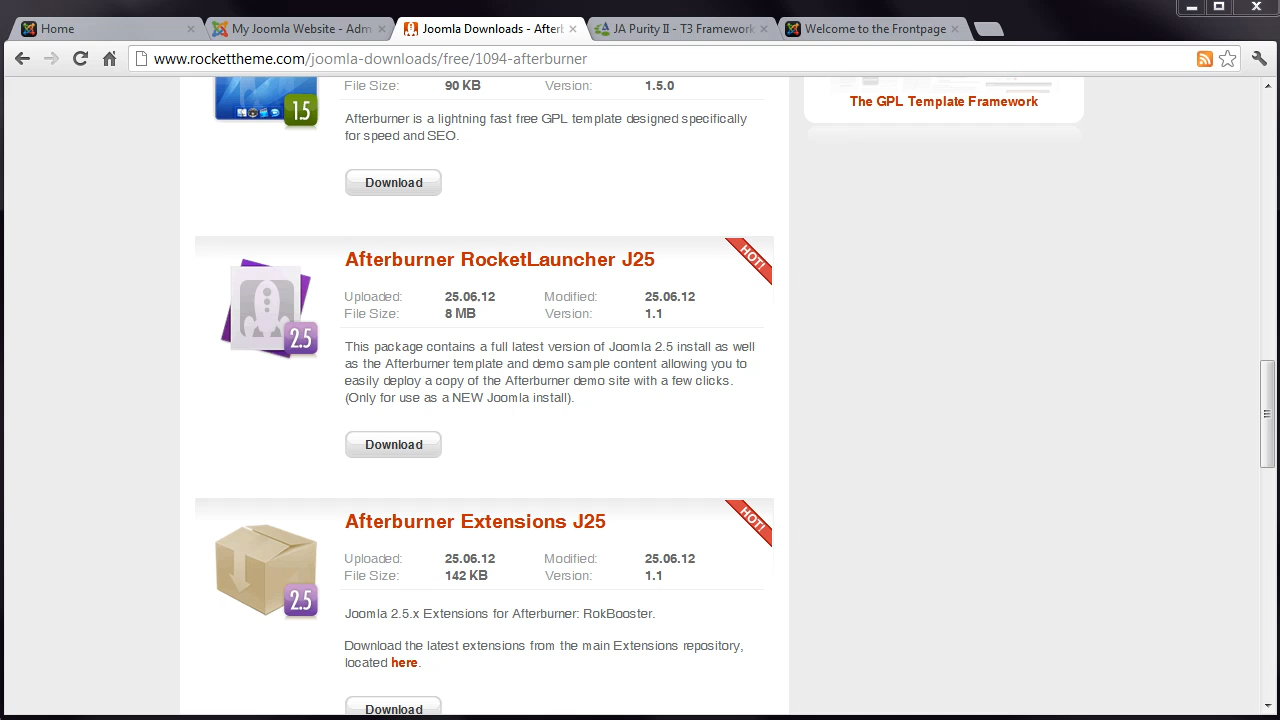 Home
My Joomla Website - Adm
Joomla Downloads - Afterb
JA Purity II - T3 Framework
Welcome to the Frontpage
www.rockettheme.com/joomla-downloads/free/1094-afterburner
File Size: 90 KB Version: 1.5.0
1.5
Afterburner is a lightning fast free GPL template designed specifically
for speed and SEO.
Download
The GPL Template Framework
Afterburner RocketLauncher J25
HOT!
Uploaded: 25.06.12 Modified: 25.06.12
File Size: 8 MB Version: 1.1
2.5
This package contains a full latest version of Joomla 2.5 install as well
as the Afterburner template and demo sample content allowing you to
easily deploy a copy of the Afterburner demo site with a few clicks.
(Only for use as a NEW Joomla install).
Download
Afterburner Extensions J25
HOT!
Uploaded: 25.06.12 Modified: 25.06.12
File Size: 142 KB Version: 1.1
2.5
Joomla 2.5.x Extensions for Afterburner: RokBooster.
Download the latest extensions from the main Extensions repository,
located here.
Download